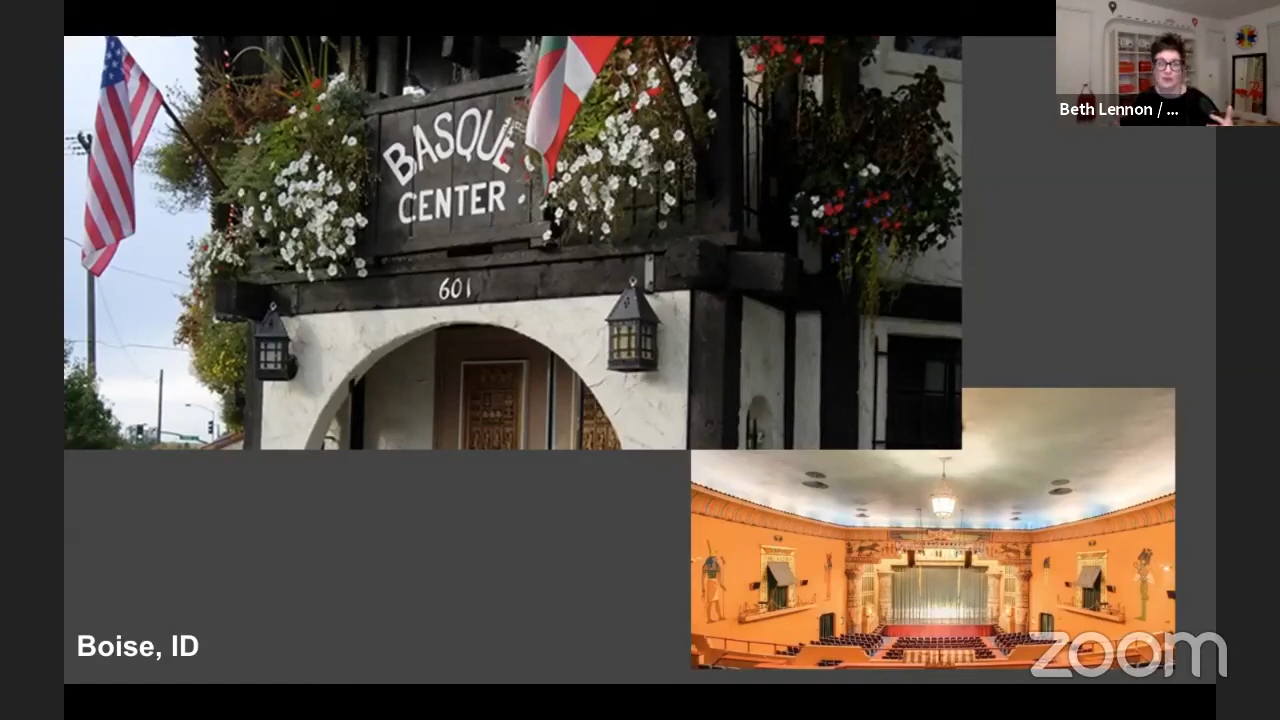 BASQUE
CENTER
601
Beth Lennon / ...
Boise, ID
zoom